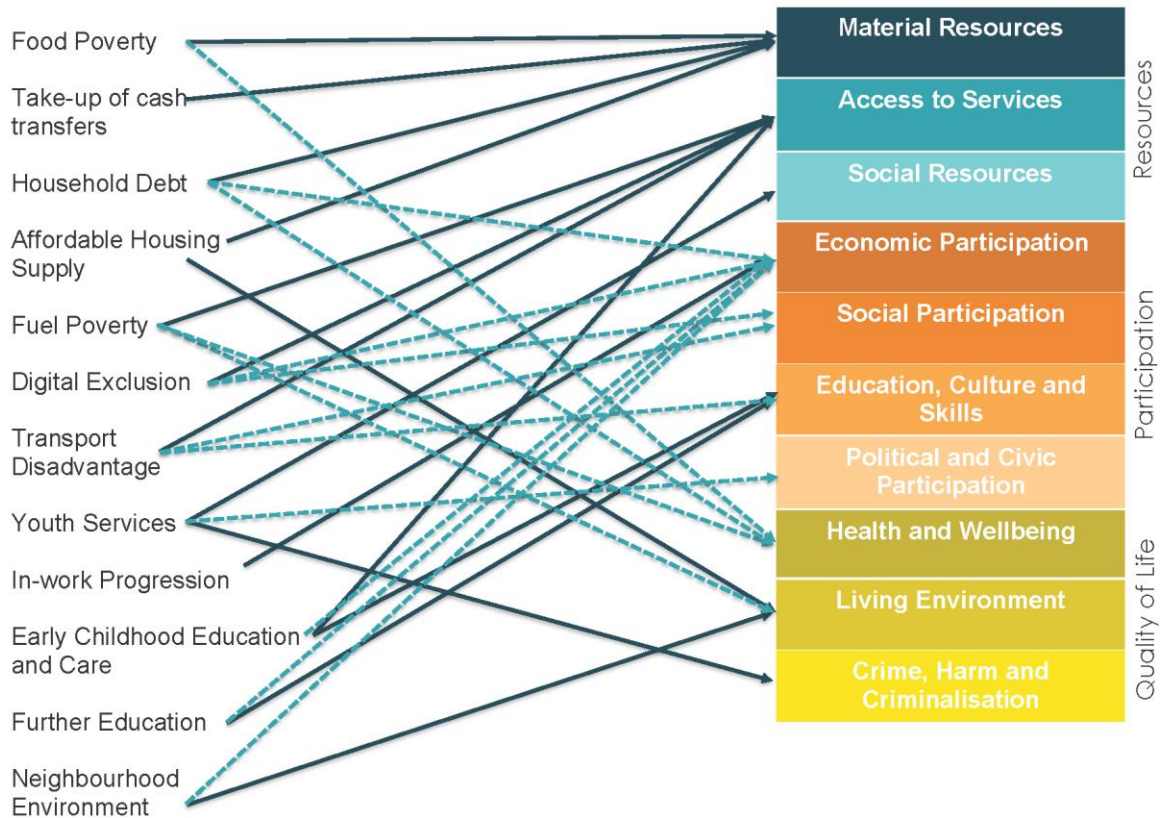 Food Poverty
Take-up of cash
transfers
Household Debt
Affordable Housing
Supply
Fuel Poverty
Digital Exclusion
Transport
Disadvantage
Youth Services
In-work Progression
Early Childhood Education
and Care
Further Education
Neighbourhood
Environment
Material Resources
Access to Services
Social Resources
Economic Participation
Social Participation
Education, Culture and
Skills
Political and Civic
Participation
Health and Wellbeing
Living Environment
Crime, Harm and
Criminalisation
Resources
Participation
Quality of Life